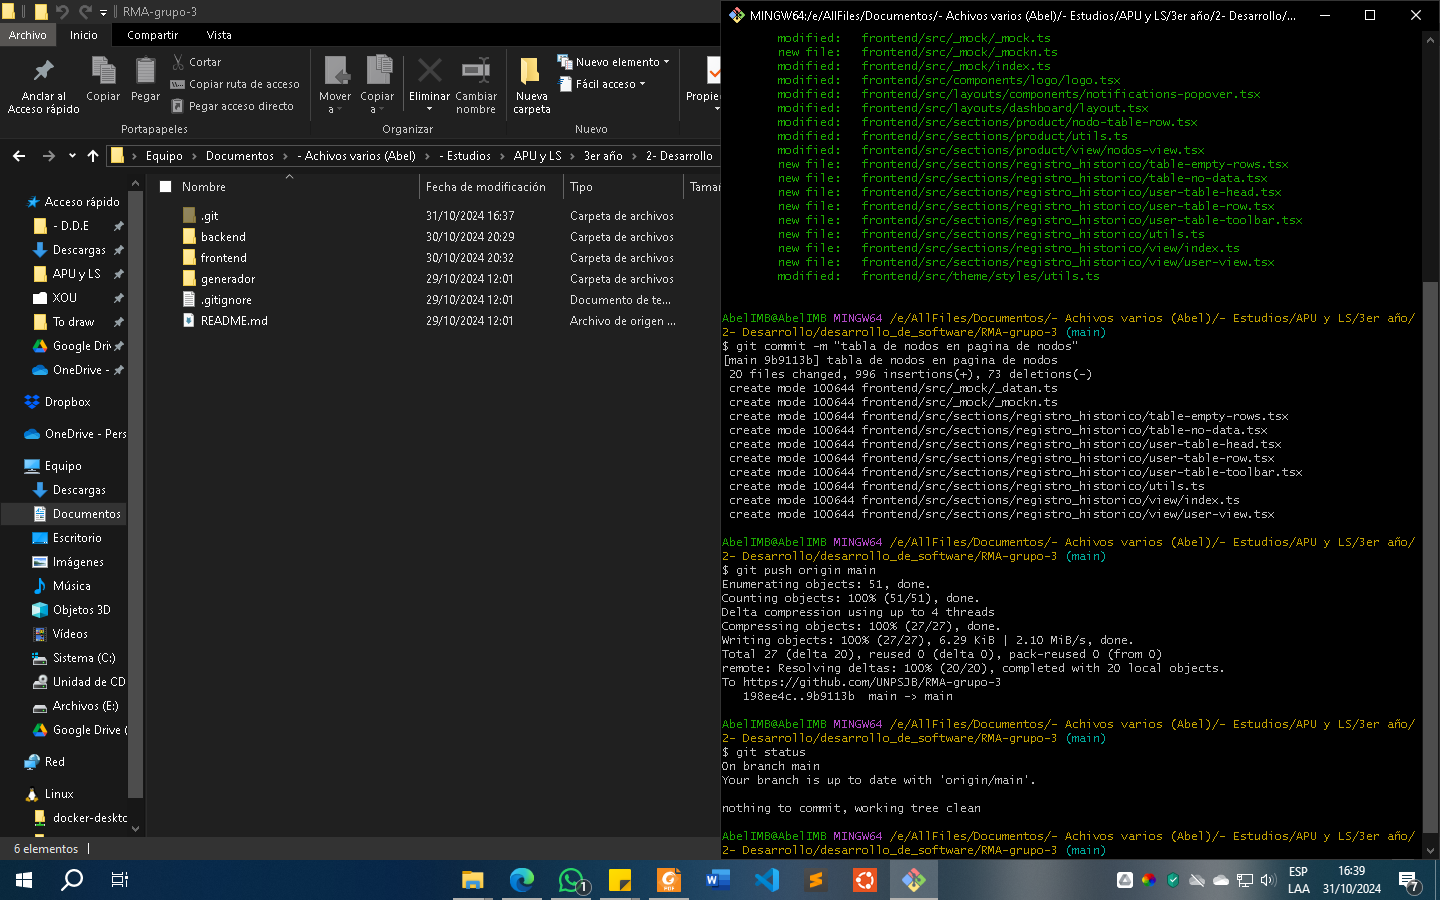 RMA-grupo-3
Archivo
Inicio
Compartir
Vista
Anclar al
Acceso rápido
Copiar
Pegar
Cortar
Copiar ruta de acceso
Pegar acceso directo
Portapapeles
Mover
a
Copiar
a
Eliminar
Cambiar
nombre
Organizar
Nueva
carpeta
Nuevo elemento
Fácil acceso
Nuevo
Propie
Equipo
Documentos
- Achivos varios (Abel)
- Estudios
APU y LS
3er año
2- Desarrollo
Acceso rápido
- D.D.E
Descargas
APU y LS
XOU
To draw
Google Driv
OneDrive -
Dropbox
OneDrive - Pers
Equipo
Descargas
Documentos
Escritorio
Imágenes
Música
Objetos 3D
Vídeos
Sistema (C:)
Unidad de CD
Archivos (E:)
Google Drive (
Red
Linux
docker-deskto
Nombre Fecha de modificación Tipo Tamañ
.git 31/10/2024 16:37 Carpeta de archivos
backend 30/10/2024 20:29 Carpeta de archivos
frontend 30/10/2024 20:32 Carpeta de archivos
generador 29/10/2024 12:01 Carpeta de archivos
.gitignore 29/10/2024 12:01 Documento de te...
README.md 29/10/2024 12:01 Archivo de origen ...
6 elementos
MINGW64:/e/AllFiles/Documentos/- Achivos varios (Abel)/- Estudios/APU y LS/3er año/2- Desarrollo/...
modified: frontend/src/_mock/_mock.ts
new file: frontend/src/_mock/_mockn.ts
modified: frontend/src/_mock/index.ts
modified: frontend/src/components/logo/logo.tsx
modified: frontend/src/layouts/components/notifications-popover.tsx
modified: frontend/src/layouts/dashboard/layout.tsx
modified: frontend/src/sections/product/nodo-table-row.tsx
modified: frontend/src/sections/product/utils.ts
modified: frontend/src/sections/product/view/nodos-view.tsx
new file: frontend/src/sections/registro_historico/table-empty-rows.tsx
new file: frontend/src/sections/registro_historico/table-no-data.tsx
new file: frontend/src/sections/registro_historico/user-table-head.tsx
new file: frontend/src/sections/registro_historico/user-table-row.tsx
new file: frontend/src/sections/registro_historico/user-table-toolbar.tsx
new file: frontend/src/sections/registro_historico/utils.ts
new file: frontend/src/sections/registro_historico/view/index.ts
new file: frontend/src/sections/registro_historico/view/user-view.tsx
modified: frontend/src/theme/styles/utils.ts
AbelIMB@AbelIMB MINGW64 /e/AllFiles/Documentos/- Achivos varios (Abel)/- Estudios/APU y LS/3er año/
2- Desarrollo/desarrollo_de_software/RMA-grupo-3 (main)
$ git commit -m "tabla de nodos en pagina de nodos"
[main 9b9113b] tabla de nodos en pagina de nodos
20 files changed, 996 insertions(+), 73 deletions(-)
create mode 100644 frontend/src/_mock/_datan.ts
create mode 100644 frontend/src/_mock/_mockn.ts
create mode 100644 frontend/src/sections/registro_historico/table-empty-rows.tsx
create mode 100644 frontend/src/sections/registro_historico/table-no-data.tsx
create mode 100644 frontend/src/sections/registro_historico/user-table-head.tsx
create mode 100644 frontend/src/sections/registro_historico/user-table-row.tsx
create mode 100644 frontend/src/sections/registro_historico/user-table-toolbar.tsx
create mode 100644 frontend/src/sections/registro_historico/utils.ts
create mode 100644 frontend/src/sections/registro_historico/view/index.ts
create mode 100644 frontend/src/sections/registro_historico/view/user-view.tsx
AbelIMB@AbelIMB MINGW64 /e/AllFiles/Documentos/- Achivos varios (Abel)/- Estudios/APU y LS/3er año/
2- Desarrollo/desarrollo_de_software/RMA-grupo-3 (main)
$ git push origin main
Enumerating objects: 51, done.
Counting objects: 100% (51/51), done.
Delta compression using up to 4 threads
Compressing objects: 100% (27/27), done.
Writing objects: 100% (27/27), 6.29 KiB | 2.10 MiB/s, done.
Total 27 (delta 20), reused 0 (delta 0), pack-reused 0 (from 0)
remote: Resolving deltas: 100% (20/20), completed with 20 local objects.
To https://github.com/UNPSJB/RMA-grupo-3
198ee4c..9b9113b main -> main
AbelIMB@AbelIMB MINGW64 /e/AllFiles/Documentos/- Achivos varios (Abel)/- Estudios/APU y LS/3er año/
2- Desarrollo/desarrollo_de_software/RMA-grupo-3 (main)
$ git status
On branch main
Your branch is up to date with 'origin/main'.
nothing to commit, working tree clean
AbelIMB@AbelIMB MINGW64 /e/AllFiles/Documentos/- Achivos varios (Abel)/- Estudios/APU y LS/3er año/
2- Desarrollo/desarrollo_de_software/RMA-grupo-3 (main)
1
ESP
LAA
16:39
31/10/2024
7